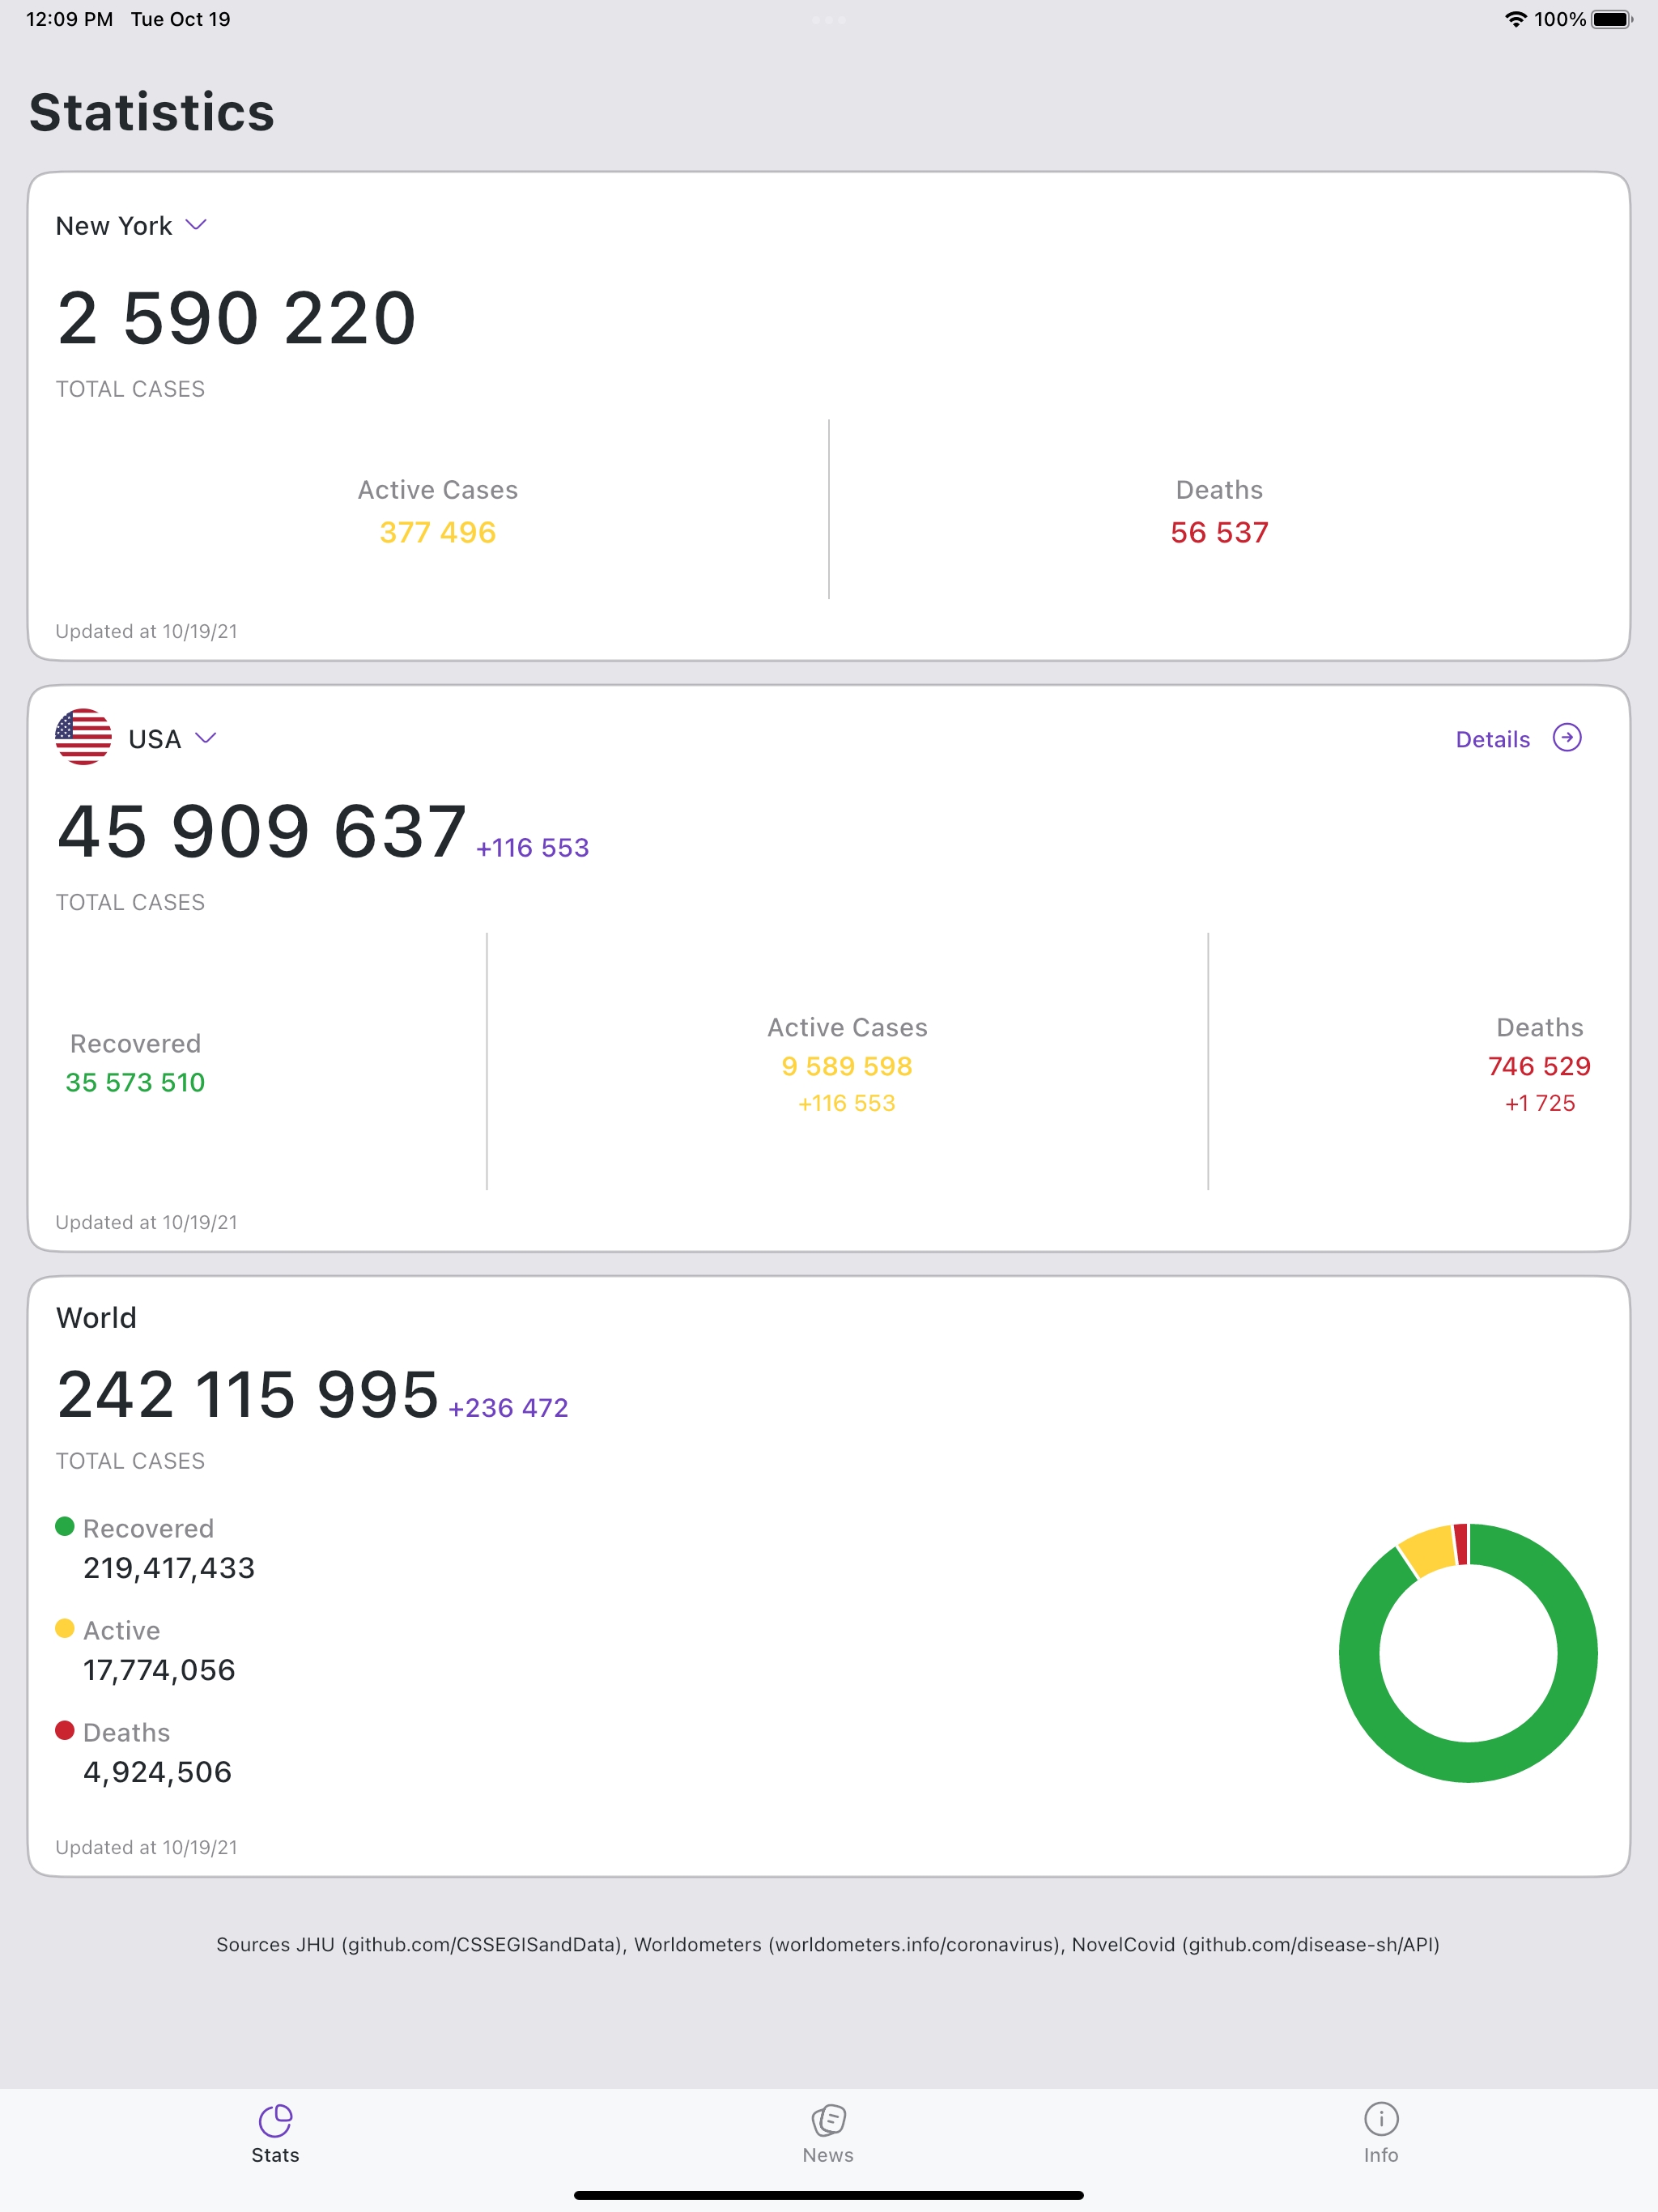 12:09 PM Tue Oct 19
100%
Statistics
New York
2 590 220
TOTAL CASES
Active Cases
377 496
Deaths
56 537
Updated at 10/19/21
USA
Details
45 909 637 +116 553
TOTAL CASES
Recovered
35 573 510
Active Cases
9 589 598
+116 553
Deaths
746 529
+1 725
Updated at 10/19/21
World
242 115 995 +236 472
TOTAL CASES
Recovered
219,417,433
Active
17,774,056
Deaths
4,924,506
Updated at 10/19/21
Sources JHU (github.com/CSSEGISandData), Worldometers (worldometers.info/coronavirus), NovelCovid (github.com/disease-sh/API)
Stats
News
Info